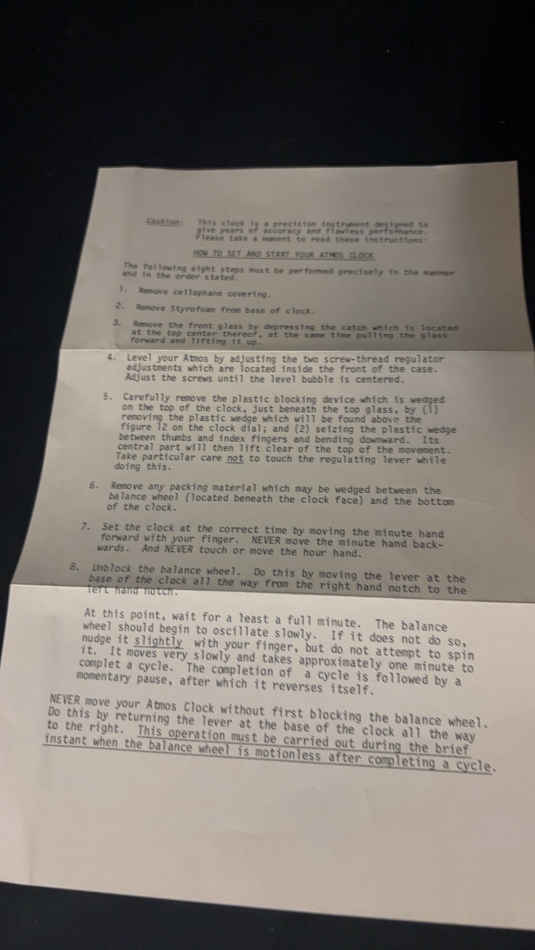 Caution: This clock is a precision instrument designed to
give years of accuracy and flawless performance.
Please take a moment to read these instructions:
HOW TO SET AND START YOUR ATMOS CLOCK
The following eight steps must be performed precisely in the manner
and in the order stated.
1. Remove cellophane covering.
2. Remove Styrofoam from base of clock.
3. Remove the front glass by depressing the catch which is located
at the top center thereof, at the same time pulling the glass
forward and lifting it up.
4. Level your Atmos by adjusting the two screw-thread regulator
adjustments which are located inside the front of the case.
Adjust the screws until the level bubble is centered.
5. Carefully remove the plastic blocking device which is wedged
on the top of the clock, just beneath the top glass, by (1)
removing the plastic wedge which will be found above the
figure 12 on the clock dial; and (2) seizing the plastic wedge
between thumbs and index fingers and bending downward. Its
central part will then lift clear of the top of the movement.
Take particular care not to touch the regulating lever while
doing this.
6. Remove any packing material which may be wedged between the
balance wheel (located beneath the clock face) and the bottom
of the clock.
7. Set the clock at the correct time by moving the minute hand
forward with your finger. NEVER move the minute hand back-
wards. And NEVER touch or move the hour hand.
8. Unblock the balance wheel. Do this by moving the lever at the
base of the clock all the way from the right hand notch to the
left hand notch.
At this point, wait for a least a full minute. The balance
wheel should begin to oscillate slowly. If it does not do so,
nudge it slightly with your finger, but do not attempt to spin
it. It moves very slowly and takes approximately one minute to
complet a cycle. The completion of a cycle is followed by a
momentary pause, after which it reverses itself.
NEVER move your Atmos Clock without first blocking the balance wheel.
Do this by returning the lever at the base of the clock all the way
to the right. This operation must be carried out during the brief
instant when the balance wheel is motionless after completing a cycle.